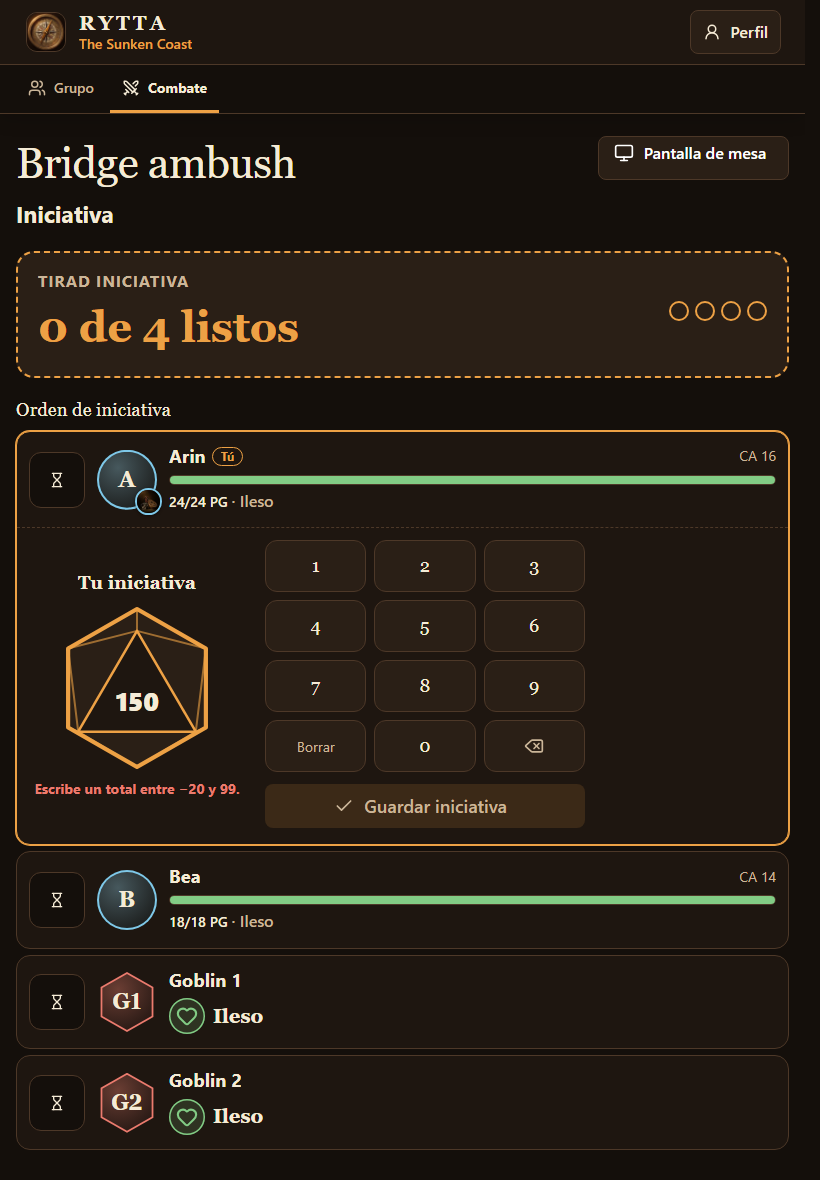 RYTTA
The Sunken Coast
Perfil
Grupo
Combate
Bridge ambush
Pantalla de mesa
Iniciativa
TIRAD INICIATIVA
0 de 4 listos
Orden de iniciativa
A
Arin Tú
CA 16
24/24 PG · Ileso
Tu iniciativa
150
Escribe un total entre −20 y 99.
1 2 3
4 5 6
7 8 9
Borrar 0
Guardar iniciativa
B
Bea
CA 14
18/18 PG · Ileso
G1
Goblin 1
Ileso
G2
Goblin 2
Ileso